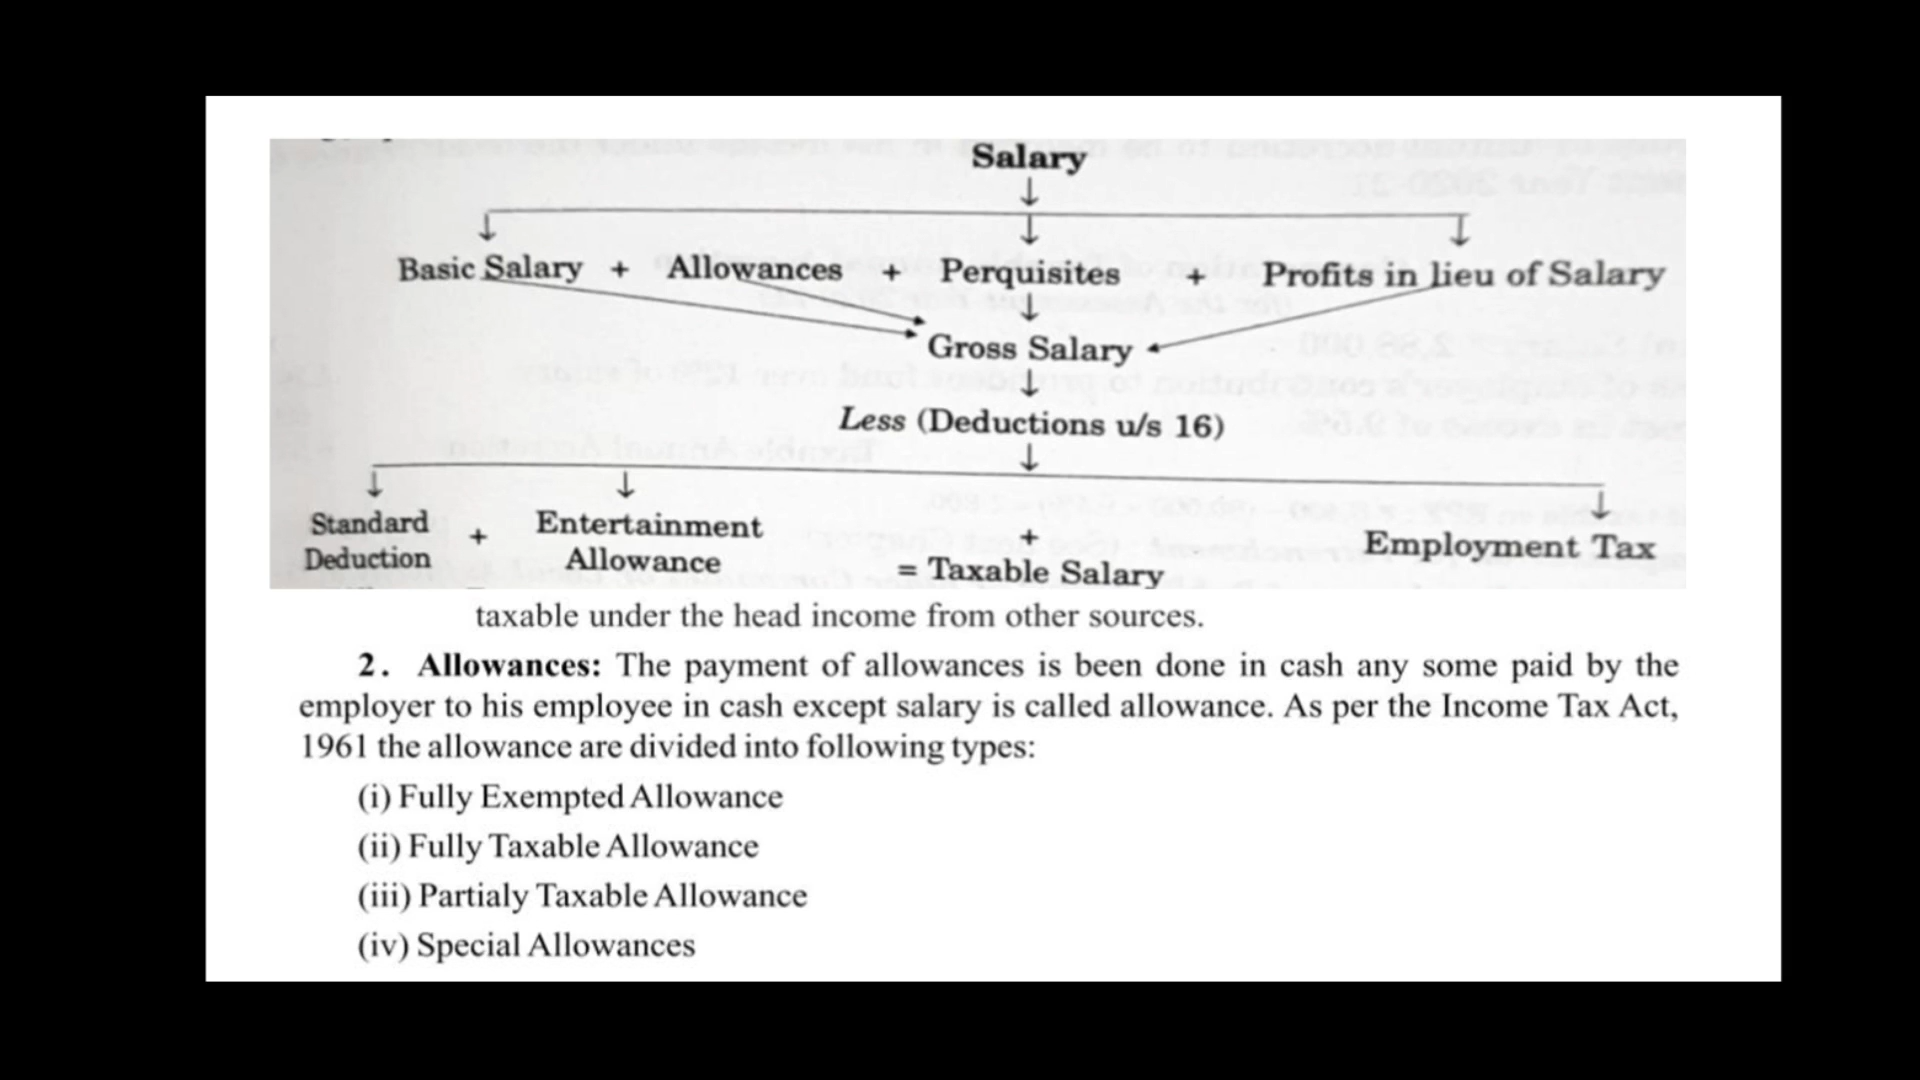 Salary
Basic Salary + Allowances + Perquisites + Profits in lieu of Salary
Gross Salary
Less (Deductions u/s 16)
Standard Deduction + Entertainment Allowance + Employment Tax
= Taxable Salary
taxable under the head income from other sources.
2. Allowances: The payment of allowances is been done in cash any some paid by the
employer to his employee in cash except salary is called allowance. As per the Income Tax Act,
1961 the allowance are divided into following types:
(i) Fully Exempted Allowance
(ii) Fully Taxable Allowance
(iii) Partialy Taxable Allowance
(iv) Special Allowances